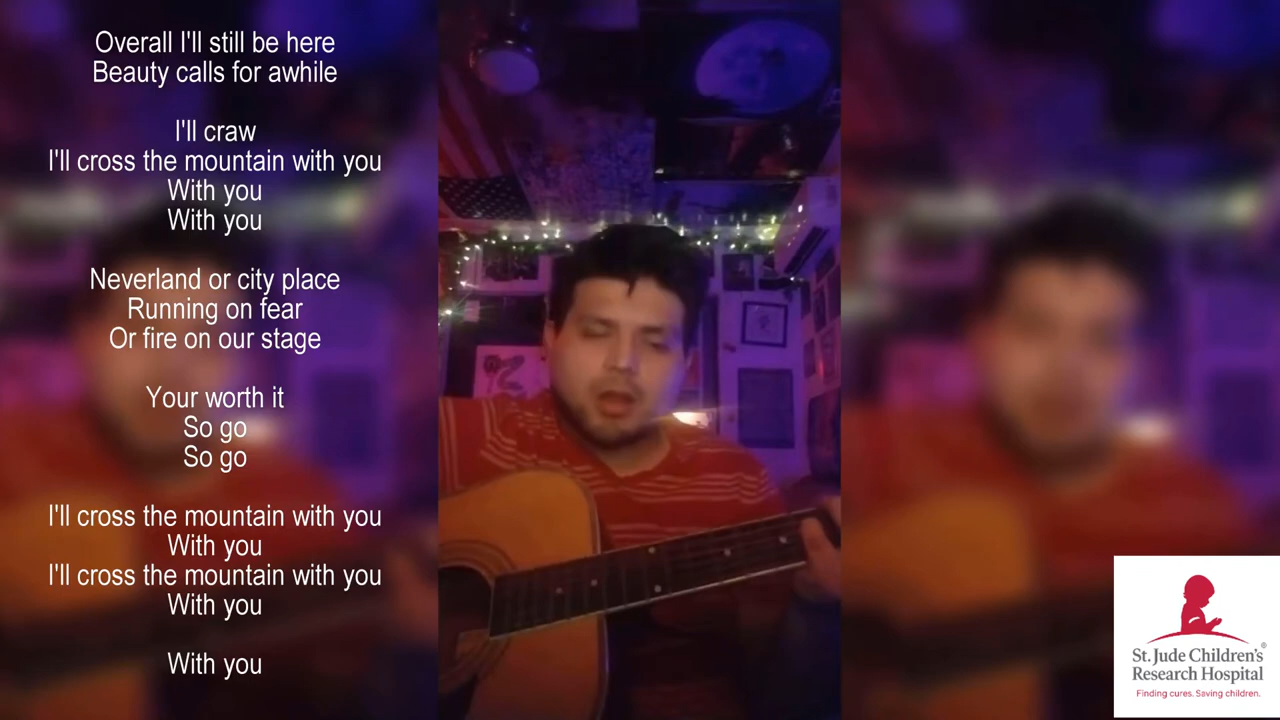 Overall I'll still be here
Beauty calls for awhile
I'll craw
I'll cross the mountain with you
With you
With you
Neverland or city place
Running on fear
Or fire on our stage
Your worth it
So go
So go
I'll cross the mountain with you
With you
I'll cross the mountain with you
With you
With you
St. Jude Children's®
Research Hospital
Finding cures. Saving children.